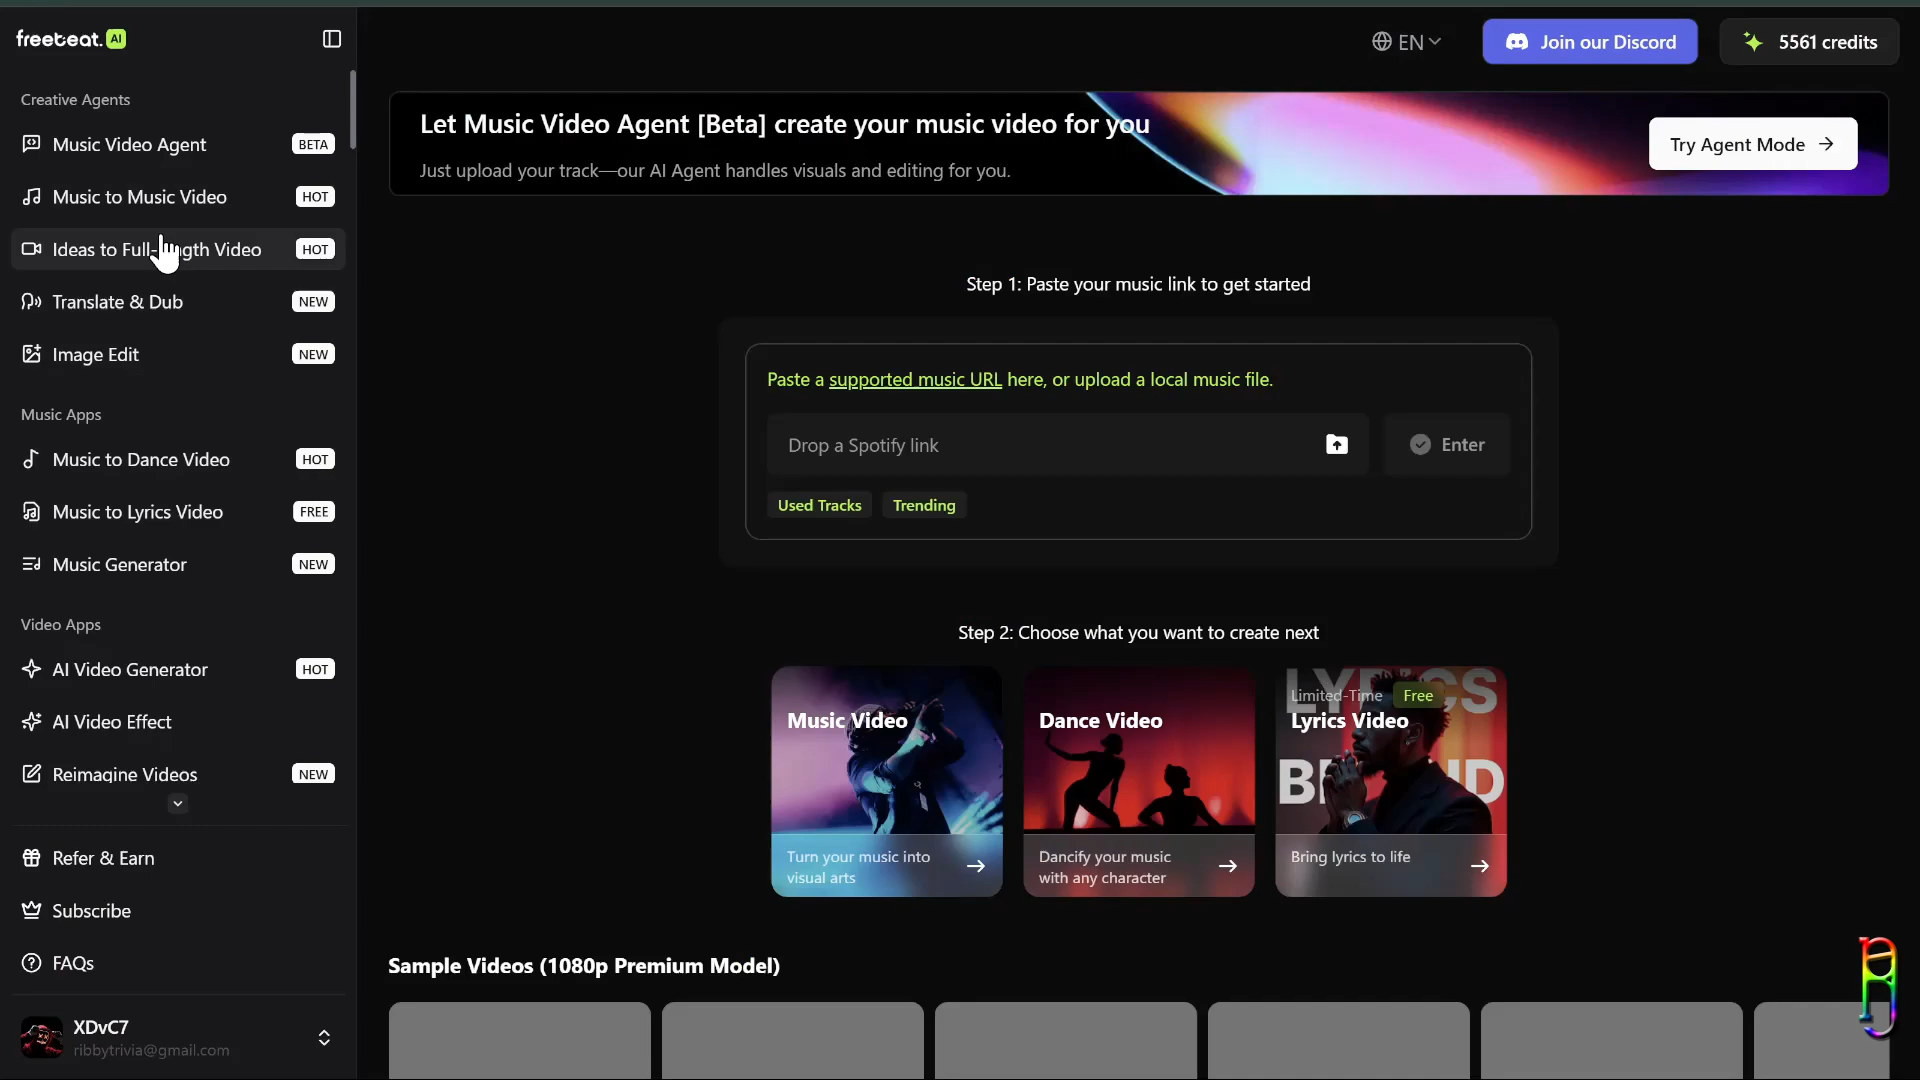 freebeat. AI
EN
Join our Discord
5561 credits
Creative Agents
Music Video Agent BETA
Music to Music Video HOT
Ideas to Full-ngth Video HOT
Translate & Dub NEW
Image Edit NEW
Music Apps
Music to Dance Video HOT
Music to Lyrics Video FREE
Music Generator NEW
Video Apps
AI Video Generator HOT
AI Video Effect
Reimagine Videos NEW
Refer & Earn
Subscribe
FAQs
XDvC7
ribbytrivia@gmail.com
Let Music Video Agent [Beta] create your music video for you
Just upload your track—our AI Agent handles visuals and editing for you.
Try Agent Mode
Step 1: Paste your music link to get started
Paste a supported music URL here, or upload a local music file.
Drop a Spotify link
Enter
Used Tracks Trending
Step 2: Choose what you want to create next
Music Video
Turn your music into
visual arts
Dance Video
Dancify your music
with any character
LYRICS
Limited-Time Free
Lyrics Video
Bring lyrics to life
Sample Videos (1080p Premium Model)